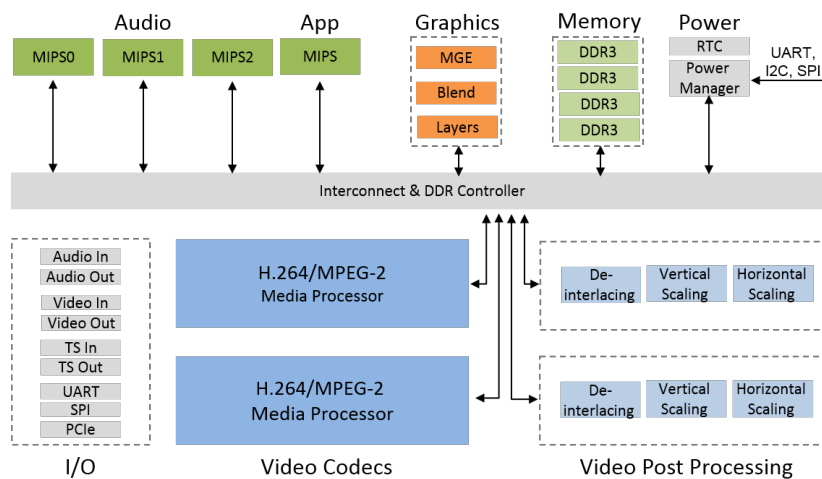 Audio
App
Graphics
Memory
Power
MIPS0
MIPS1
MIPS2
MIPS
MGE
Blend
Layers
DDR3
DDR3
DDR3
DDR3
RTC
Power
Manager
UART,
I2C, SPI
Interconnect & DDR Controller
Audio In
Audio Out
Video In
Video Out
TS In
TS Out
UART
SPI
PCIe
I/O
H.264/MPEG-2
Media Processor
H.264/MPEG-2
Media Processor
Video Codecs
De-
interlacing
Vertical
Scaling
Horizontal
Scaling
De-
interlacing
Vertical
Scaling
Horizontal
Scaling
Video Post Processing